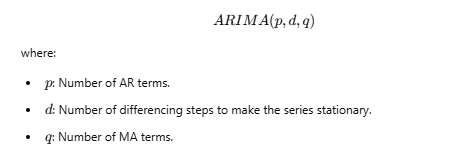 ARIMA(p, d, q)
where:
• p: Number of AR terms.
• d: Number of differencing steps to make the series stationary.
• q: Number of MA terms.